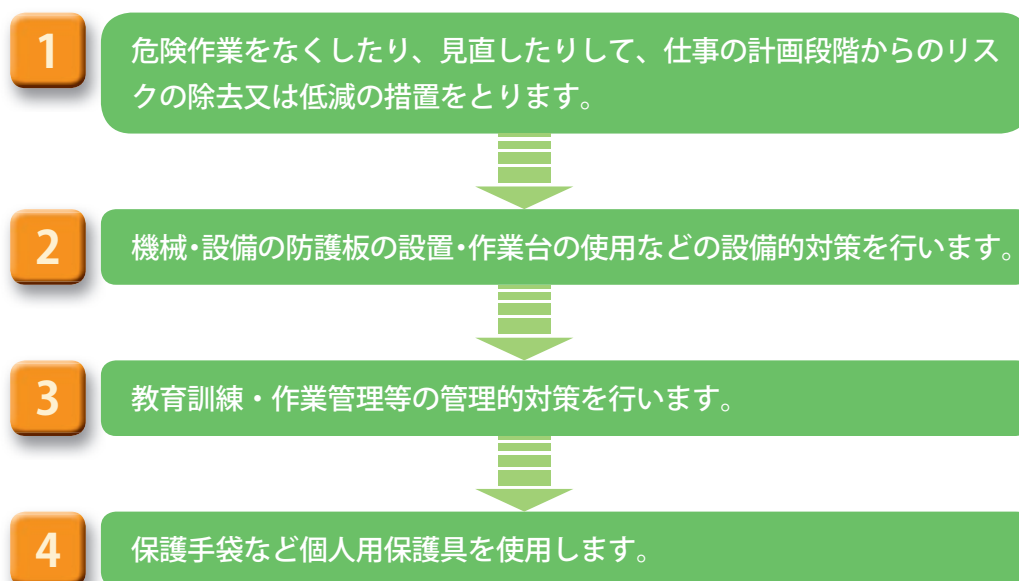 1
危険作業をなくしたり、見直したりして、仕事の計画段階からのリス
クの除去又は低減の措置をとります。
2
機械・設備の防護板の設置・作業台の使用などの設備的対策を行います。
3
教育訓練・作業管理等の管理的対策を行います。
4
保護手袋など個人用保護具を使用します。